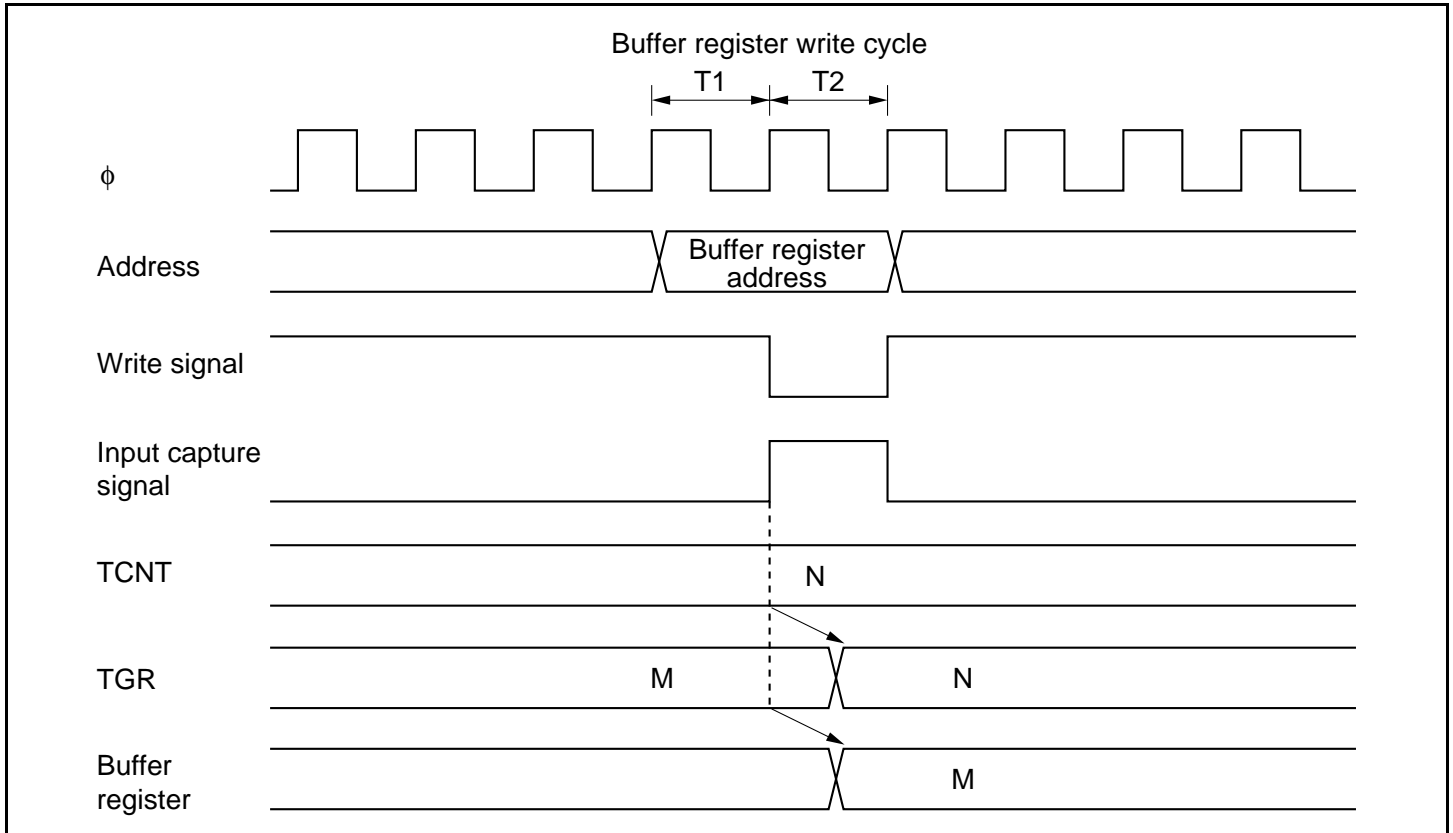 Buffer register write cycle
T1 T2
ϕ
Address
Buffer register
address
Write signal
Input capture
signal
TCNT
N
TGR
M N
Buffer
register
M